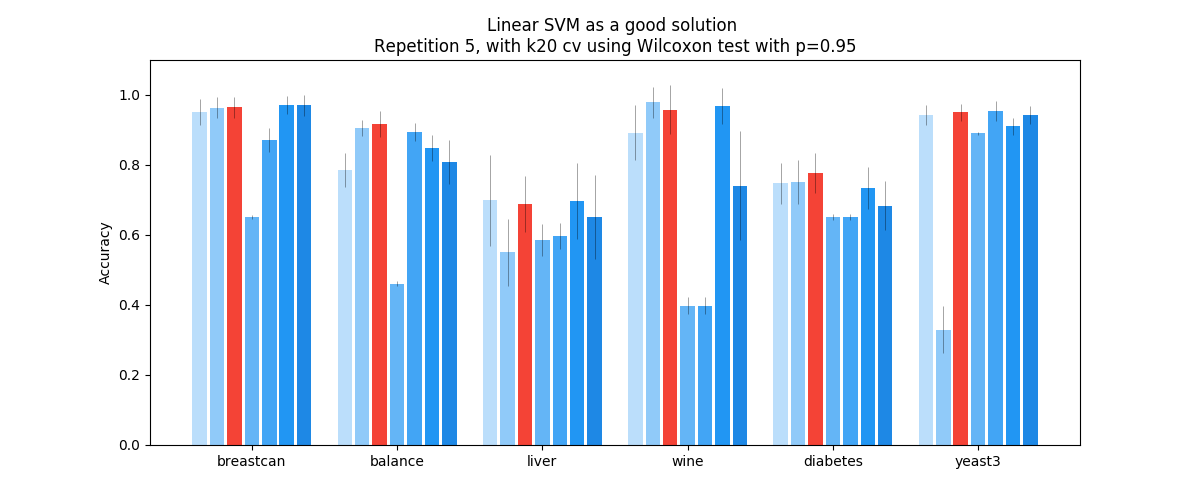 Linear SVM as a good solution
Repetition 5, with k20 cv using Wilcoxon test with p=0.95
Accuracy
1.0
0.8
0.6
0.4
0.2
0.0
breastcan balance liver wine diabetes yeast3